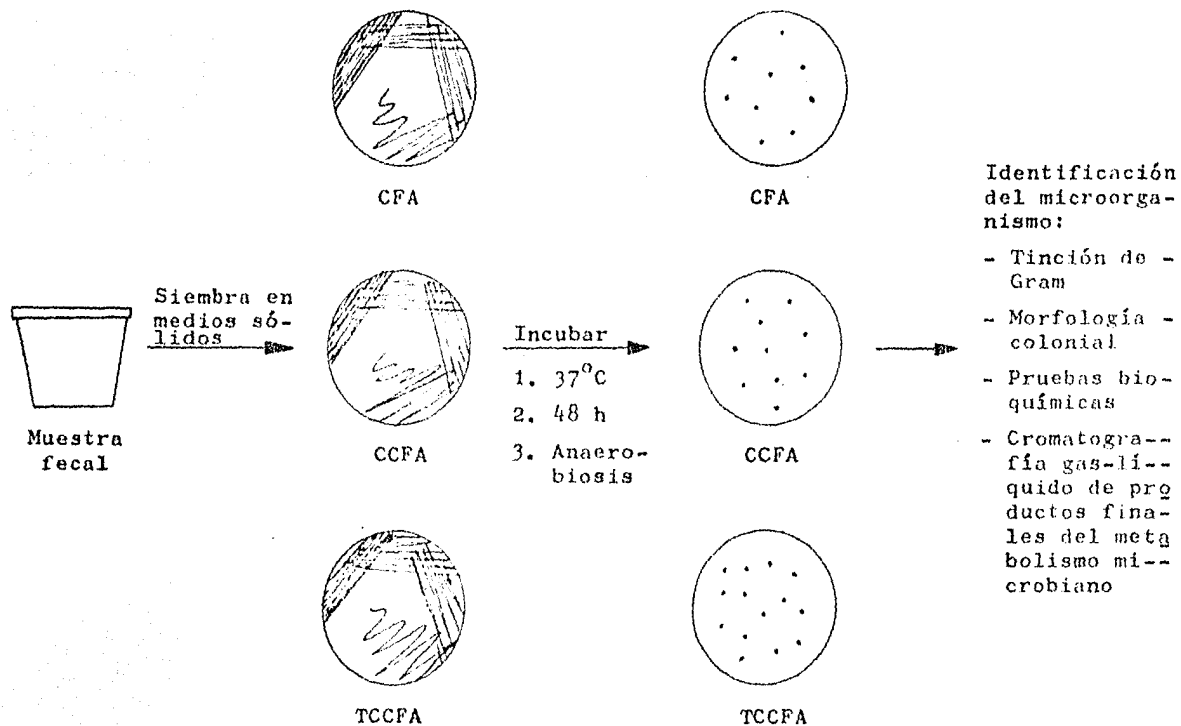 CFA
CFA
Muestra
fecal
Siembra en
medios só-
lidos
CCFA
Incubar
1. 37°C
2. 48 h
3. Anaero-
biosis
CCFA
TCCFA
TCCFA
Identificación
del microorga-
nismo:
- Tinción de -
Gram
- Morfología -
colonial
- Pruebas bio-
químicas
- Cromatogra--
fía gas-lí--
quido de pro
ductos fina-
les del meta
bolismo mi--
crobiano